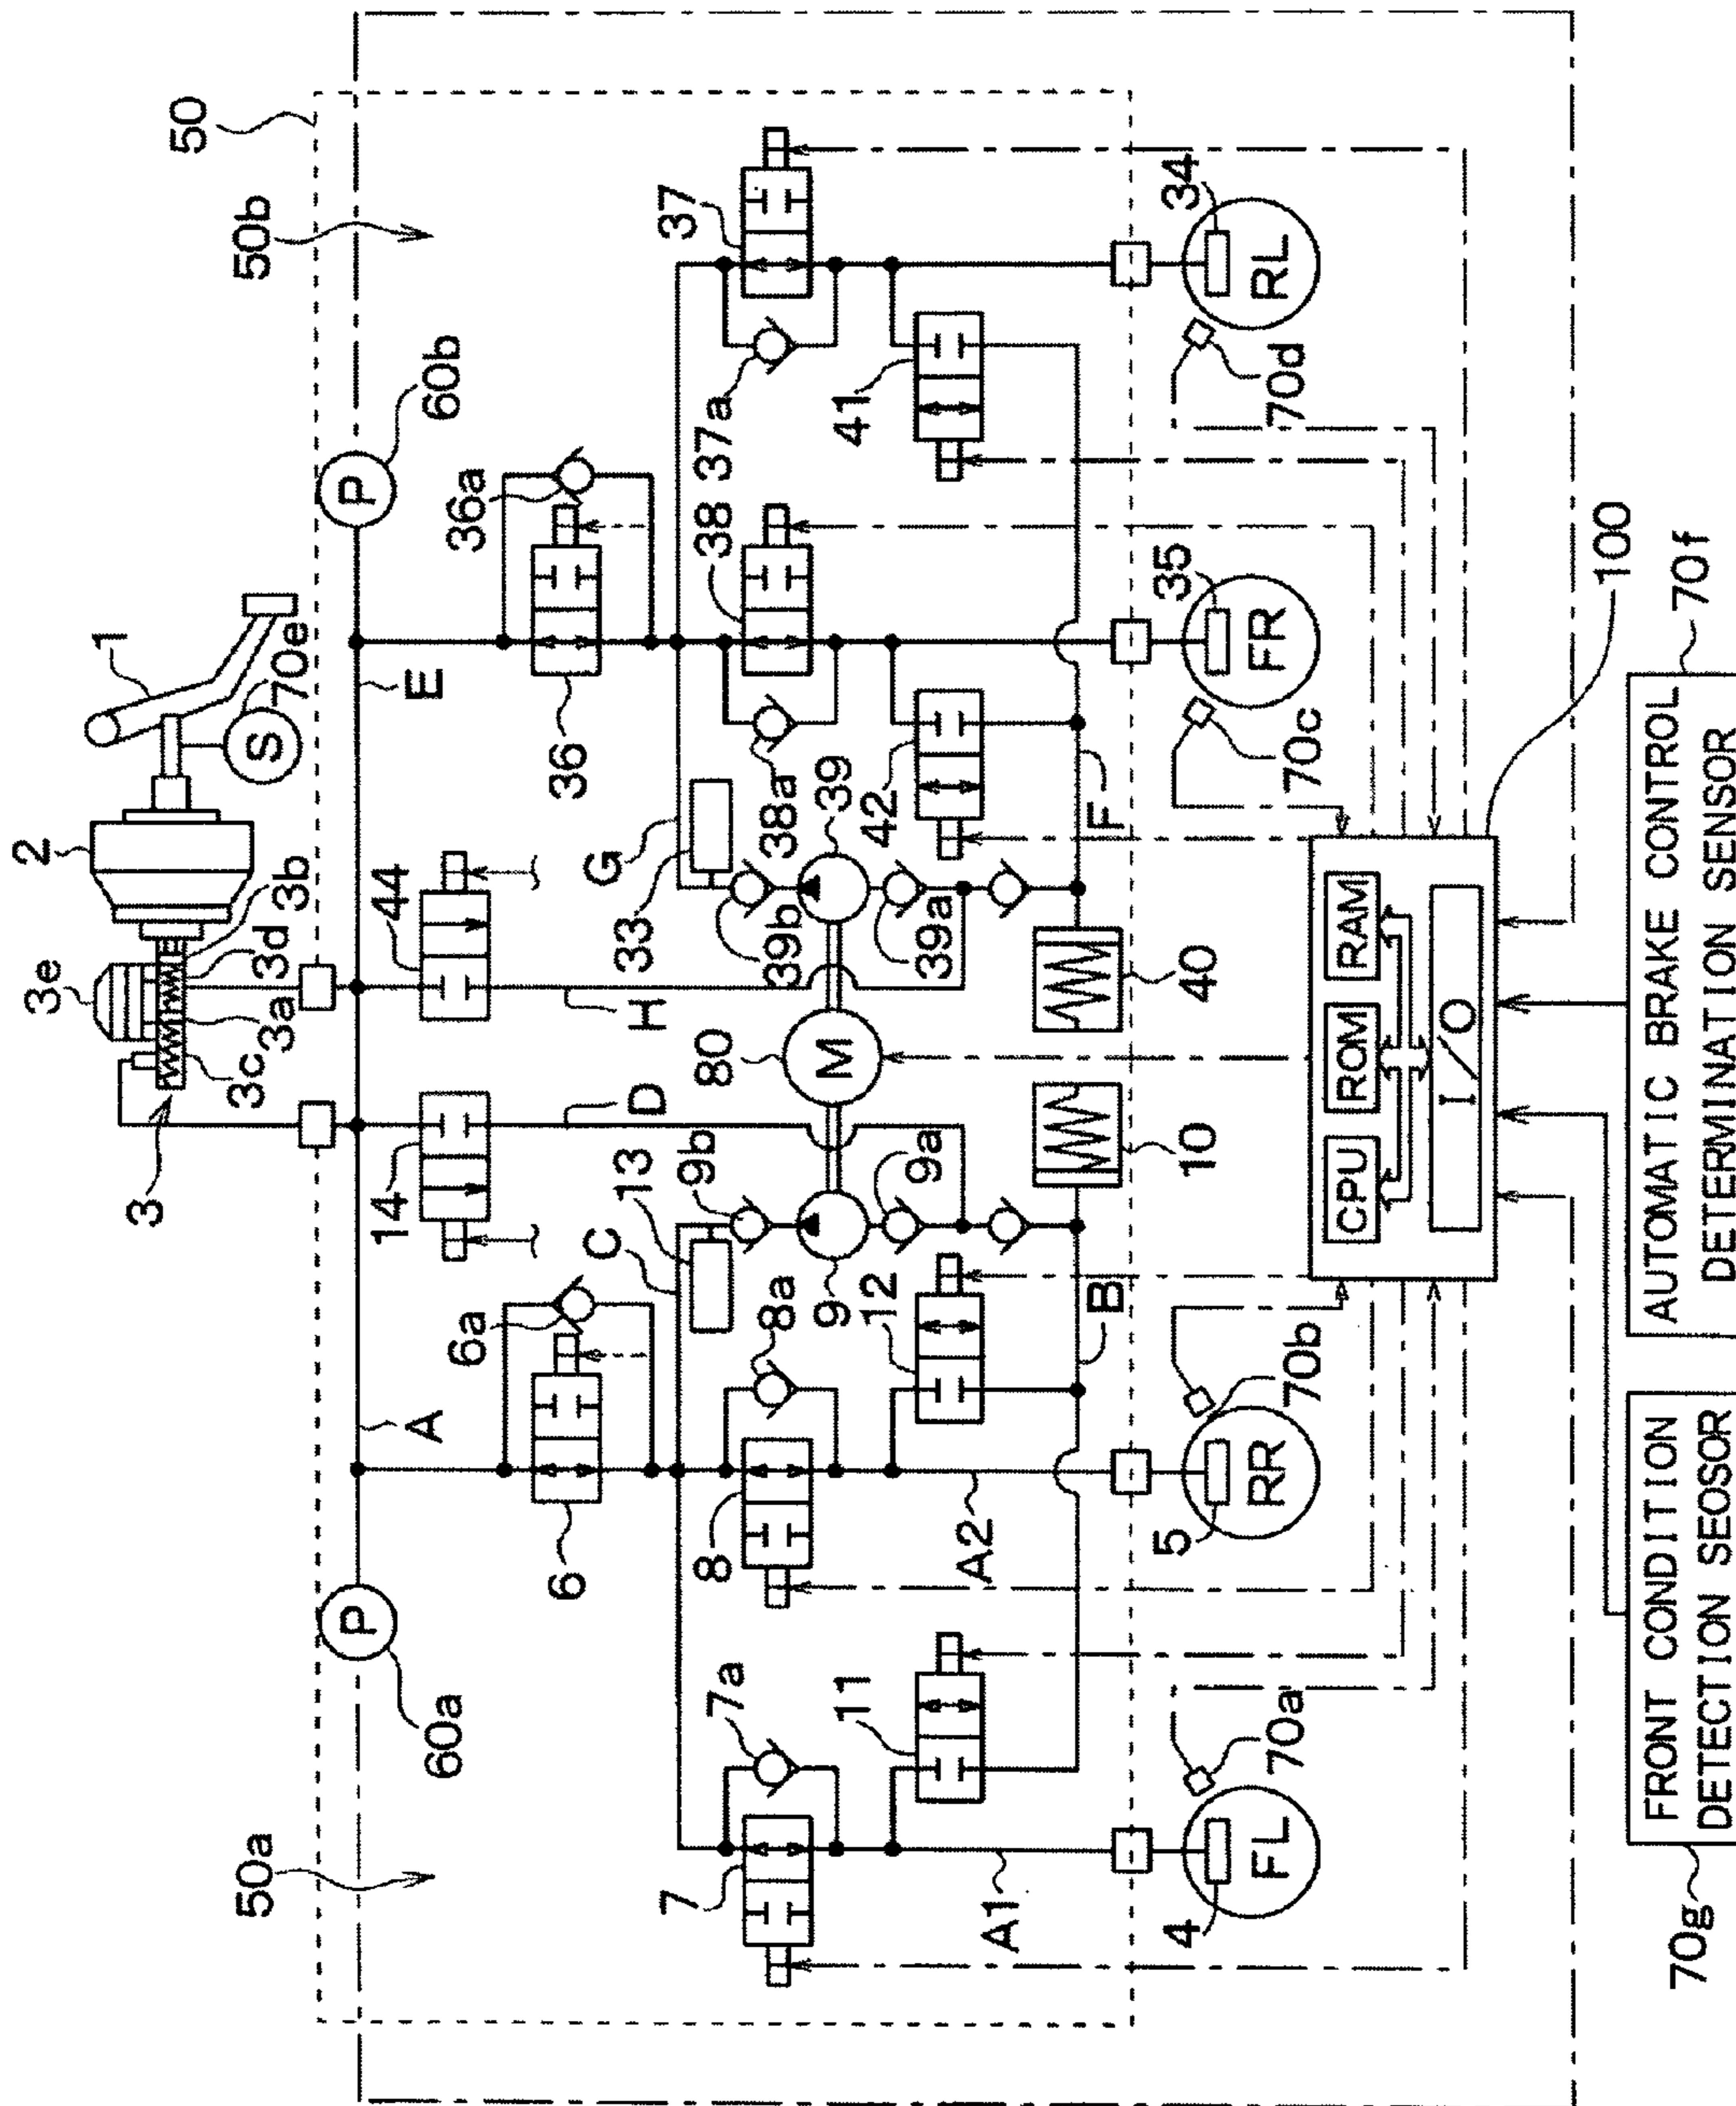 50
50a
50b
1
2
3
3a
3b
3c
3d
3e
S
70e
P
60a
P
60b
A
E
14
44
D
H
6
6a
36
36a
C
G
13
33
9b
39b
9
39
9a
39a
M
80
7
7a
8
8a
38
38a
37
37a
11
12
42
41
10
40
A1
A2
B
F
4
FL
70a
5
RR
70b
35
FR
70c
34
RL
70d
CPU
ROM
RAM
I/O
100
FRONT CONDITION
DETECTION SEOSOR
70g
AUTOMATIC BRAKE CONTROL
DETERMINATION SENSOR
70f